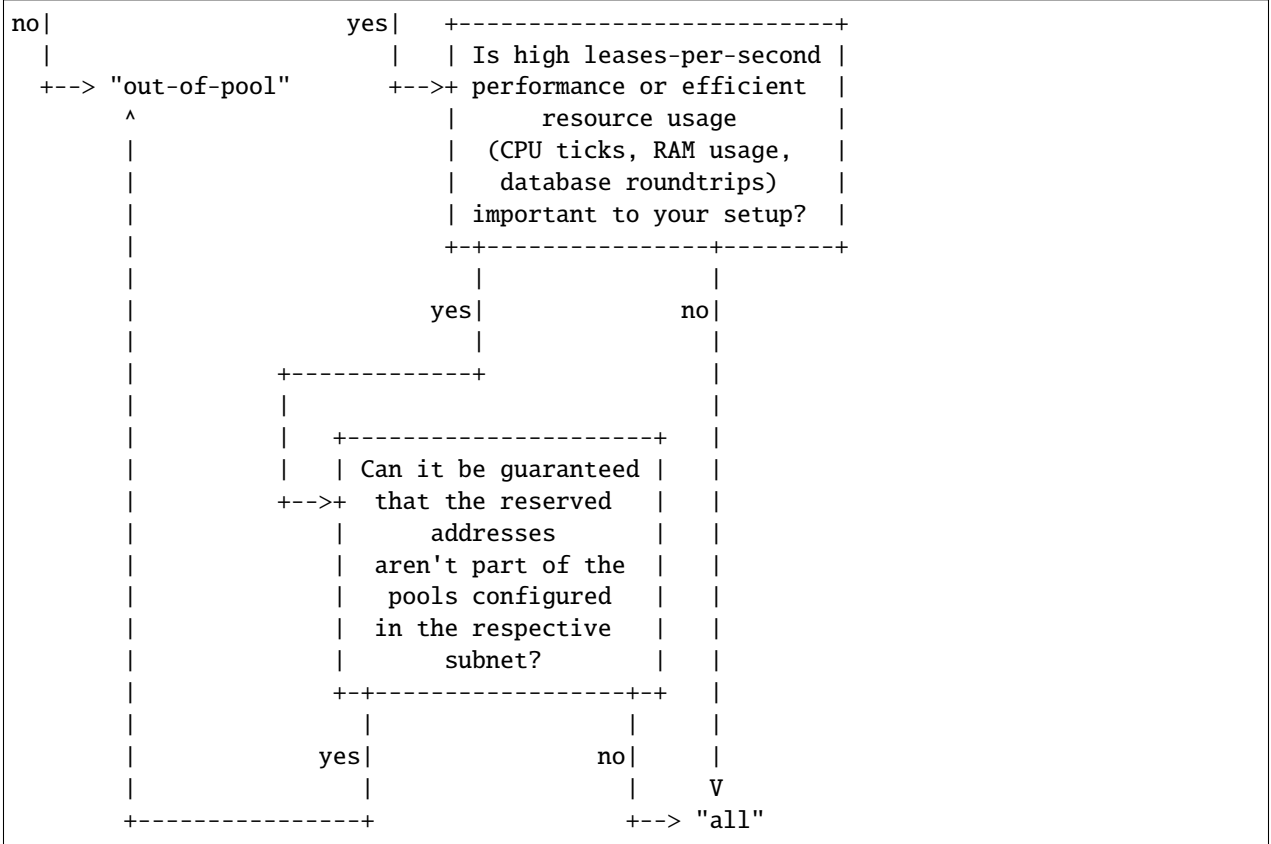 no| yes| +---------------------------+
| | | Is high leases-per-second |
+--> "out-of-pool" +-->+ performance or efficient |
^ | resource usage |
| | (CPU ticks, RAM usage, |
| | database roundtrips) |
| | important to your setup? |
| +-+----------------+--------+
| | |
| yes| no|
| | |
| +-------------+ |
| | |
| | +----------------------+ |
| | | Can it be guaranteed | |
| +-->+ that the reserved | |
| | addresses | |
| | aren't part of the | |
| | pools configured | |
| | in the respective | |
| | subnet? | |
| +-+------------------+-+ |
| | | |
| yes| no| |
| | | V
+----------------+ +--> "all"